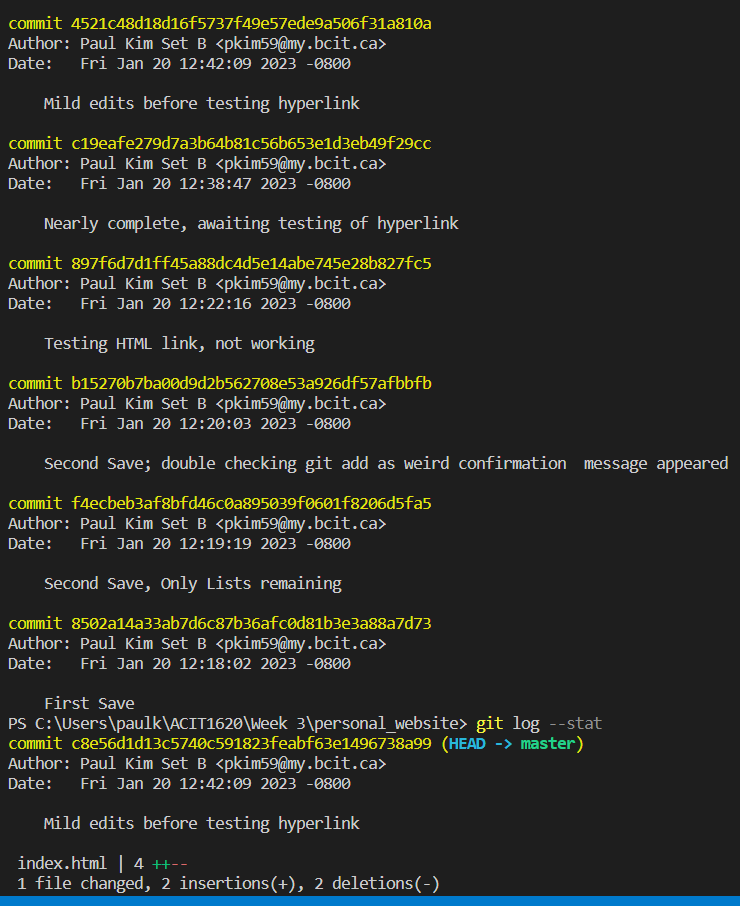 commit 4521c48d18d16f5737f49e57ede9a506f31a810a
Author: Paul Kim Set B <pkim59@my.bcit.ca>
Date:   Fri Jan 20 12:42:09 2023 -0800
    Mild edits before testing hyperlink
commit c19eafe279d7a3b64b81c56b653e1d3eb49f29cc
Author: Paul Kim Set B <pkim59@my.bcit.ca>
Date:   Fri Jan 20 12:38:47 2023 -0800
    Nearly complete, awaiting testing of hyperlink
commit 897f6d7d1ff45a88dc4d5e14abe745e28b827fc5
Author: Paul Kim Set B <pkim59@my.bcit.ca>
Date:   Fri Jan 20 12:22:16 2023 -0800
    Testing HTML link, not working
commit b15270b7ba00d9d2b562708e53a926df57afbbfb
Author: Paul Kim Set B <pkim59@my.bcit.ca>
Date:   Fri Jan 20 12:20:03 2023 -0800
    Second Save; double checking git add as weird confirmation  message appeared
commit f4ecbeb3af8bfd46c0a895039f0601f8206d5fa5
Author: Paul Kim Set B <pkim59@my.bcit.ca>
Date:   Fri Jan 20 12:19:19 2023 -0800
    Second Save, Only Lists remaining
commit 8502a14a33ab7d6c87b36afc0d81b3e3a88a7d73
Author: Paul Kim Set B <pkim59@my.bcit.ca>
Date:   Fri Jan 20 12:18:02 2023 -0800
    First Save
PS C:\Users\paulk\ACIT1620\Week 3\personal_website> git log --stat
commit c8e56d1d13c5740c591823feabf63e1496738a99 (HEAD -> master)
Author: Paul Kim Set B <pkim59@my.bcit.ca>
Date:   Fri Jan 20 12:42:09 2023 -0800
    Mild edits before testing hyperlink
 index.html | 4 ++--
 1 file changed, 2 insertions(+), 2 deletions(-)